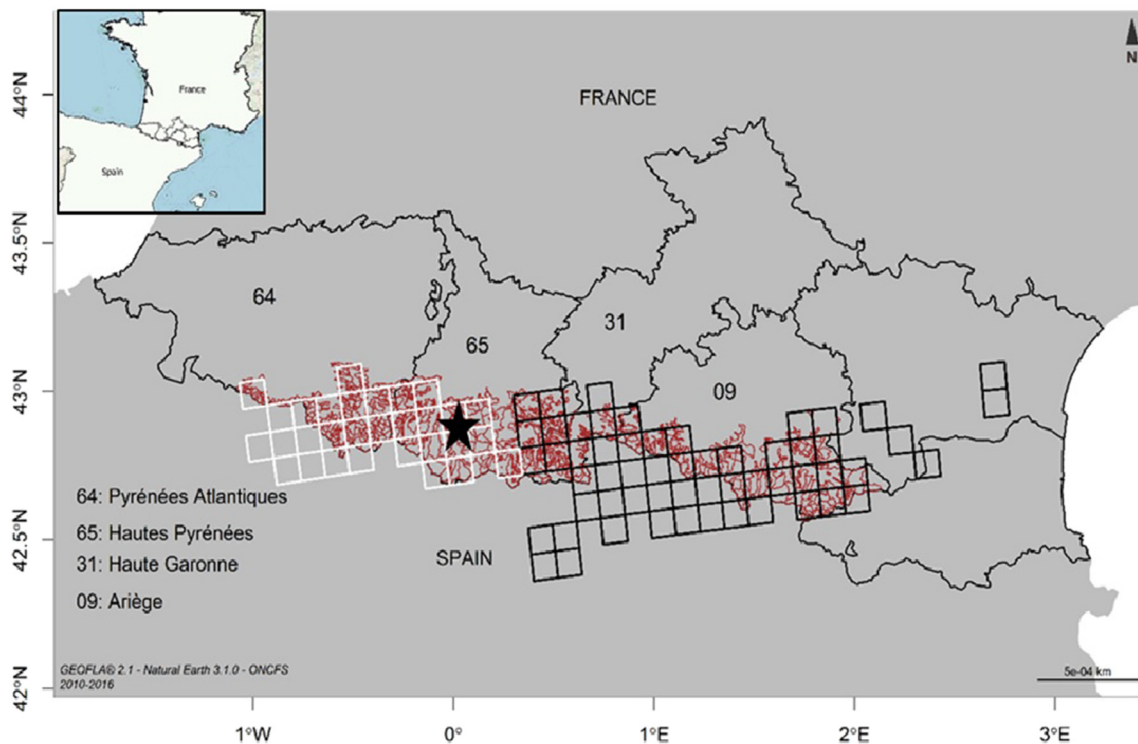 France
Spain
N
FRANCE
64
65
31
09
SPAIN
64: Pyrénées Atlantiques
65: Hautes Pyrénées
31: Haute Garonne
09: Ariège
GEOFLA® 2.1 - Natural Earth 3.1.0 - ONCFS
2010-2016
5e-04 km
44°N
43.5°N
43°N
42.5°N
42°N
1°W
0°
1°E
2°E
3°E